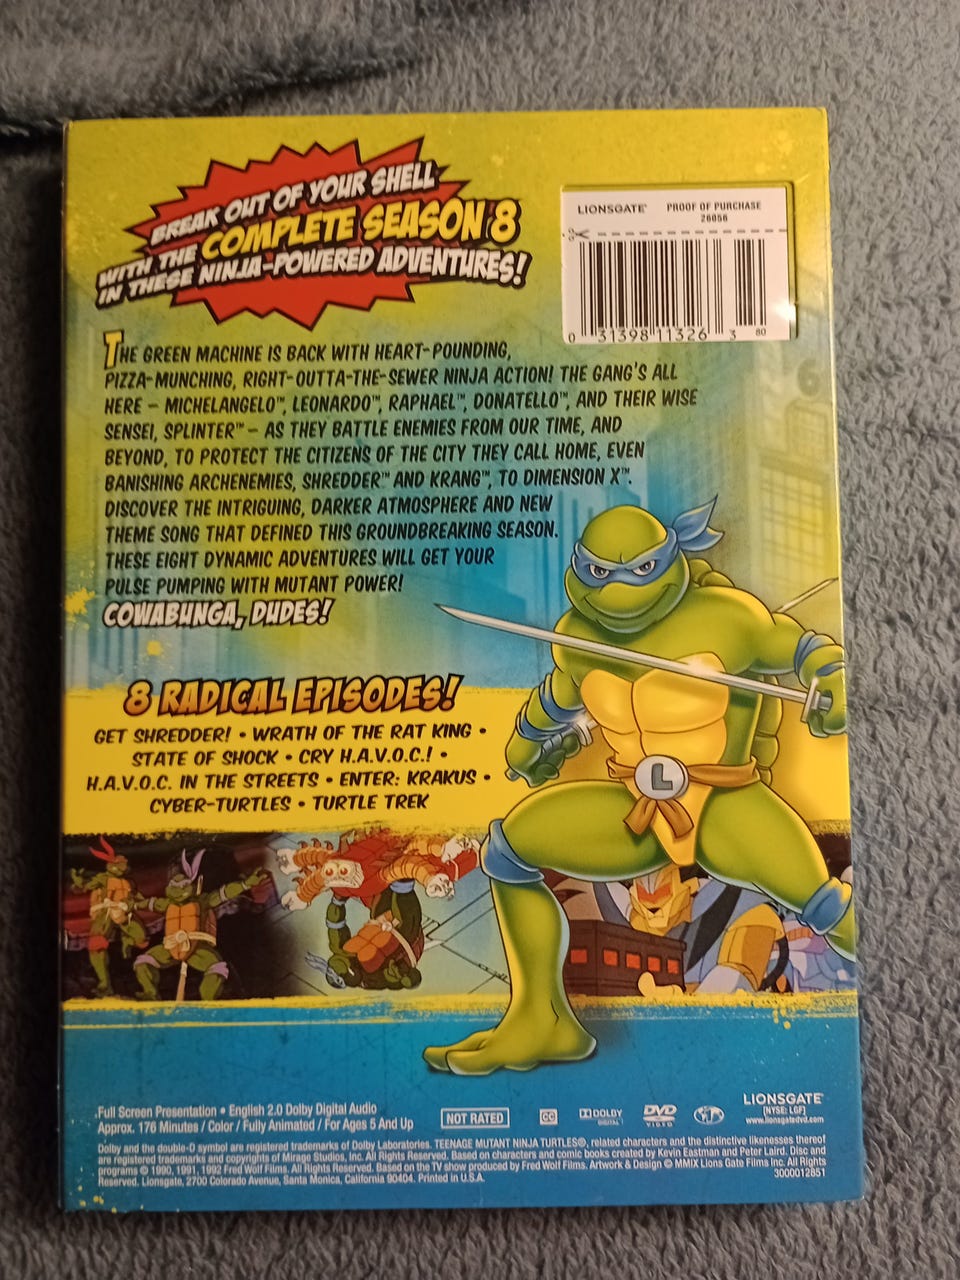 BREAK OUT OF YOUR SHELL
WITH THE COMPLETE SEASON 8
IN THESE NINJA-POWERED ADVENTURES!
LIONSGATE® PROOF OF PURCHASE
26056
0 31398 11326 3 80
THE GREEN MACHINE IS BACK WITH HEART-POUNDING,
PIZZA-MUNCHING, RIGHT-OUTTA-THE-SEWER NINJA ACTION! THE GANG'S ALL
HERE – MICHELANGELO™, LEONARDO™, RAPHAEL™, DONATELLO™, AND THEIR WISE
SENSEI, SPLINTER™ – AS THEY BATTLE ENEMIES FROM OUR TIME, AND
BEYOND, TO PROTECT THE CITIZENS OF THE CITY THEY CALL HOME, EVEN
BANISHING ARCHENEMIES, SHREDDER™ AND KRANG™, TO DIMENSION X™.
DISCOVER THE INTRIGUING, DARKER ATMOSPHERE AND NEW
THEME SONG THAT DEFINED THIS GROUNDBREAKING SEASON.
THESE EIGHT DYNAMIC ADVENTURES WILL GET YOUR
PULSE PUMPING WITH MUTANT POWER!
COWABUNGA, DUDES!
8 RADICAL EPISODES!
GET SHREDDER! • WRATH OF THE RAT KING •
STATE OF SHOCK • CRY H.A.V.O.C.! •
H.A.V.O.C. IN THE STREETS • ENTER: KRAKUS •
CYBER-TURTLES • TURTLE TREK
L
Full Screen Presentation • English 2.0 Dolby Digital Audio
Approx. 176 Minutes / Color / Fully Animated / For Ages 5 And Up
NOT RATED
CC
DOLBY
DIGITAL
DVD
VIDEO
LIONSGATE®
[NYSE: LGF]
www.lionsgatedvd.com
Dolby and the double-D symbol are registered trademarks of Dolby Laboratories. TEENAGE MUTANT NINJA TURTLES®, related characters and the distinctive likenesses thereof
are registered trademarks and copyrights of Mirage Studios, Inc. All Rights Reserved. Based on characters and comic books created by Kevin Eastman and Peter Laird. Disc and
programs © 1990, 1991, 1992 Fred Wolf Films. All Rights Reserved. Based on the TV show produced by Fred Wolf Films. Artwork & Design © MMIX Lions Gate Films Inc. All Rights
Reserved. Lionsgate, 2700 Colorado Avenue, Santa Monica, California 90404. Printed in U.S.A.
3000012851